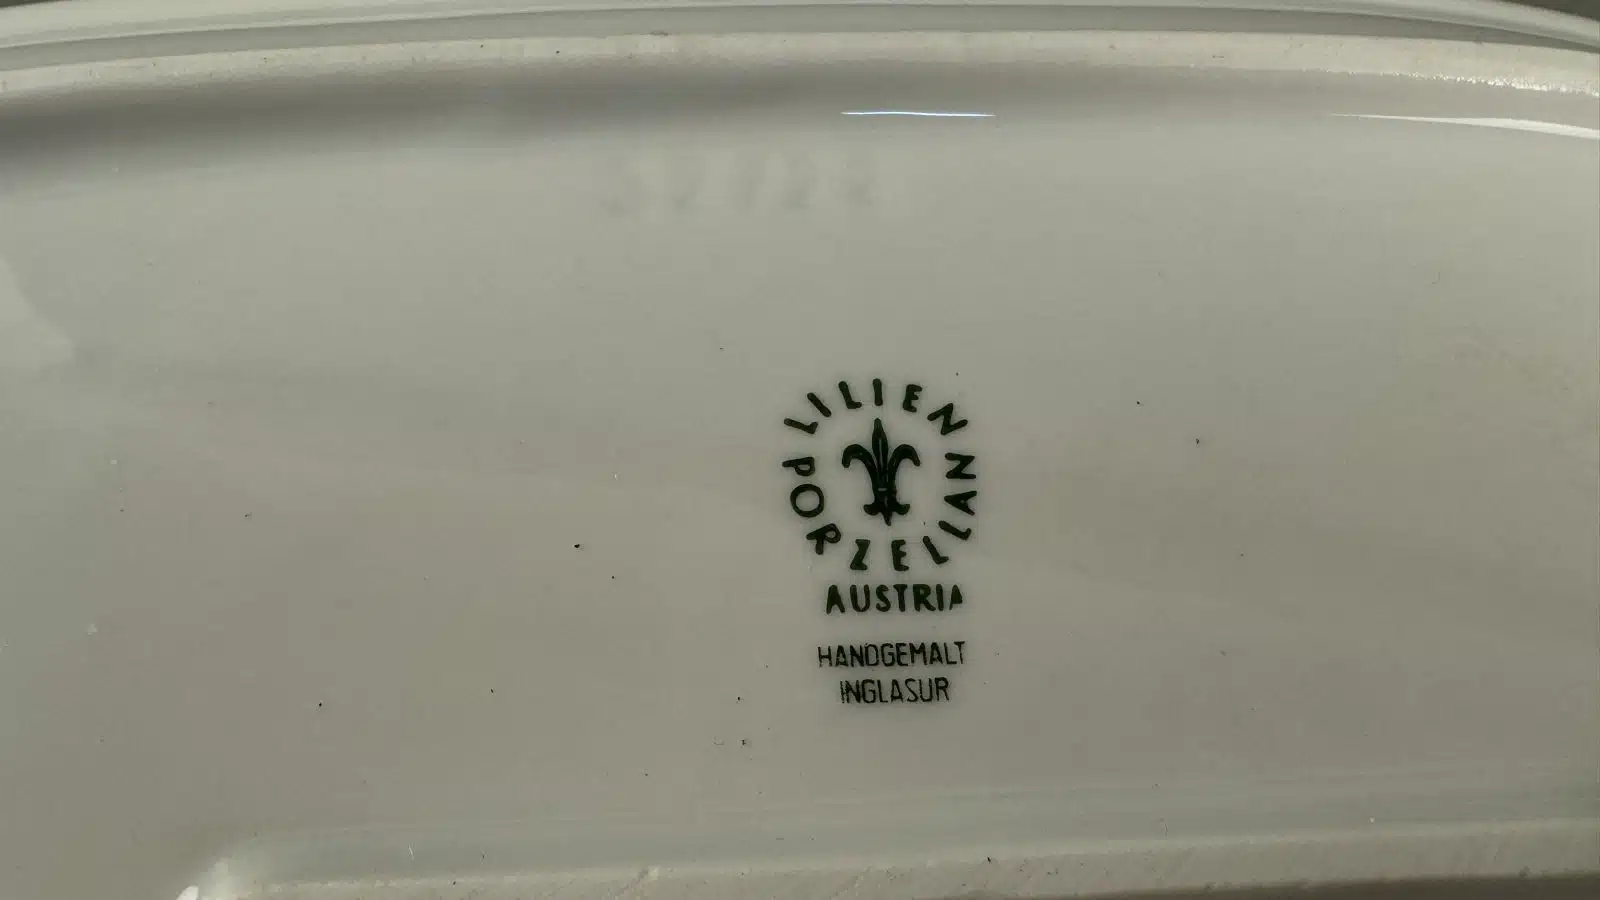 LILIEN PORZELLAN
AUSTRIA
HANDGEMALT
INGLASUR